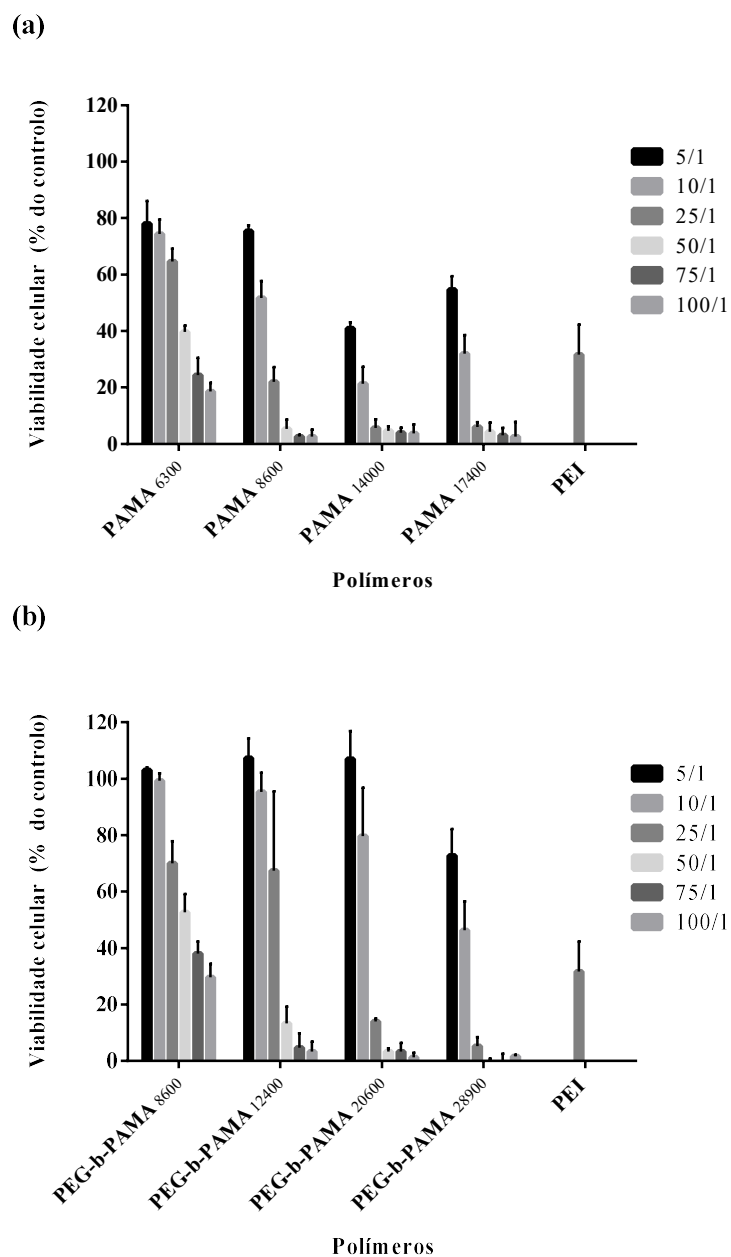 (a)
Viabilidade celular (% do controlo)
120
100
80
60
40
20
0
5/1
10/1
25/1
50/1
75/1
100/1
PAMA 6300
PAMA 8600
PAMA 14000
PAMA 17400
PEI
Polímeros
(b)
Viabilidade celular (% do controlo)
120
100
80
60
40
20
0
5/1
10/1
25/1
50/1
75/1
100/1
PEG-b-PAMA 8600
PEG-b-PAMA 12400
PEG-b-PAMA 20600
PEG-b-PAMA 28900
PEI
Polímeros